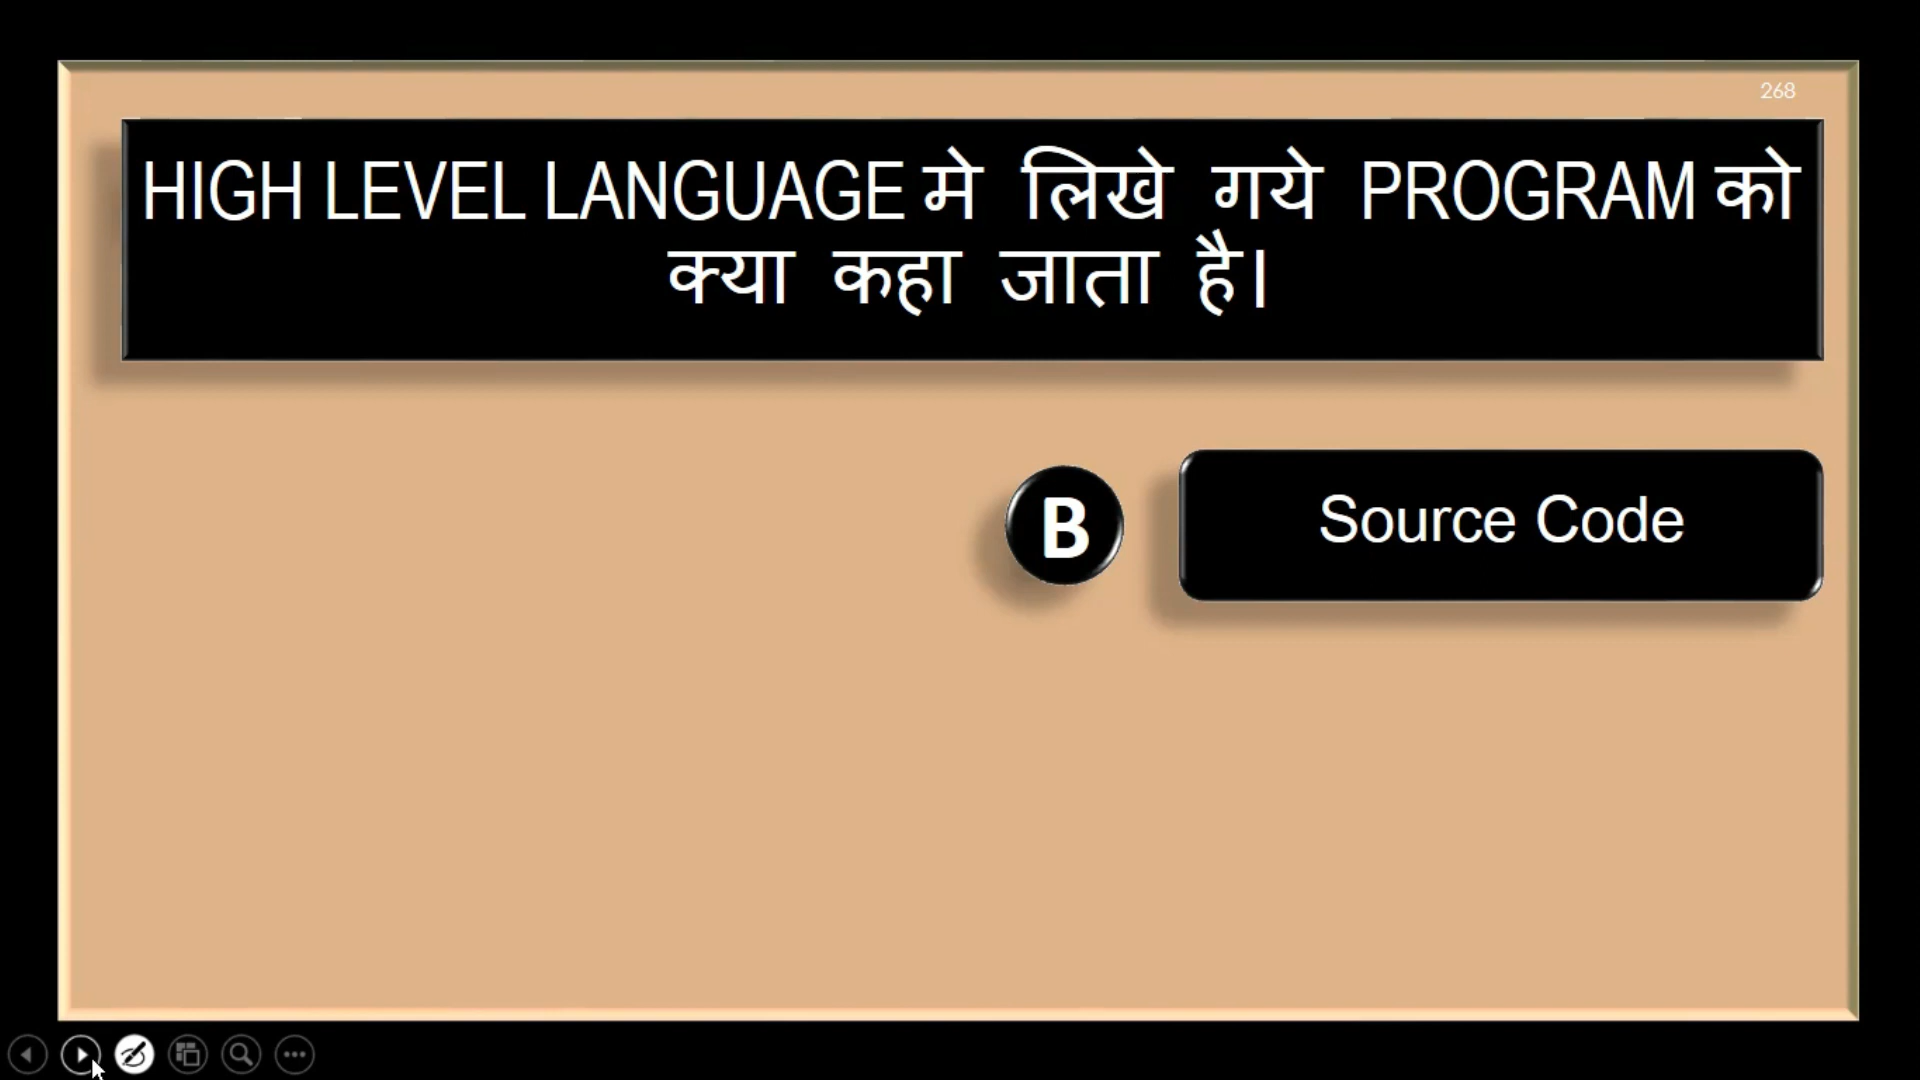 268
HIGH LEVEL LANGUAGE मे लिखे गये PROGRAM को
क्या कहा जाता है।
B
Source Code